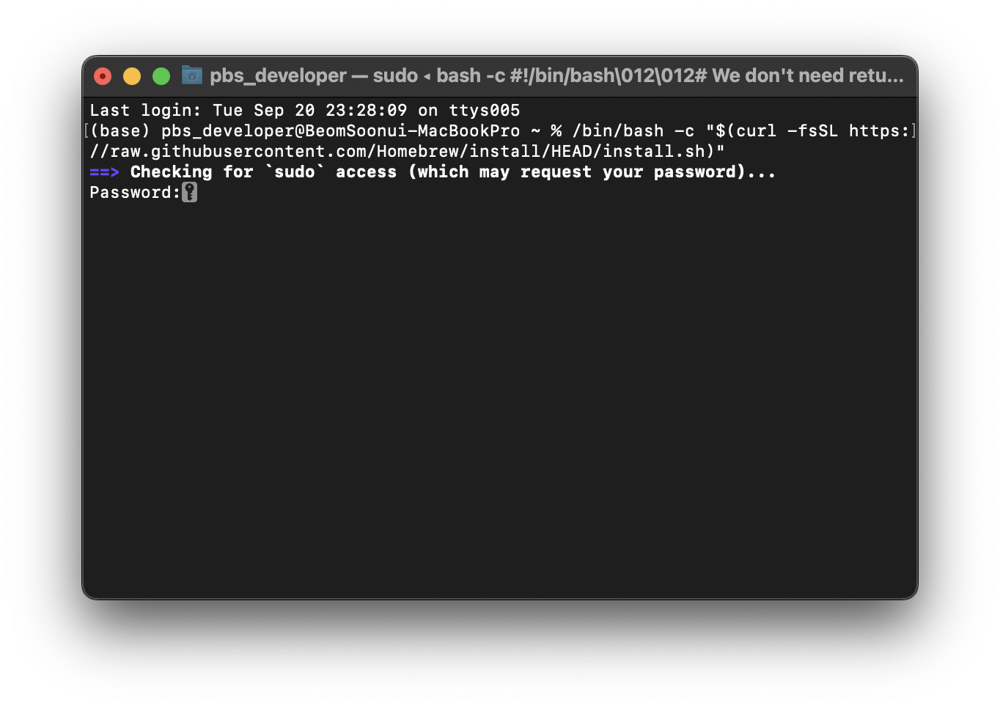 pbs_developer — sudo ◂ bash -c #!/bin/bash\012\012# We don't need retu...
Last login: Tue Sep 20 23:28:09 on ttys005
[(base) pbs_developer@BeomSoonui-MacBookPro ~ % /bin/bash -c "$(curl -fsSL https:]
//raw.githubusercontent.com/Homebrew/install/HEAD/install.sh)"
==> Checking for `sudo` access (which may request your password)...
Password: